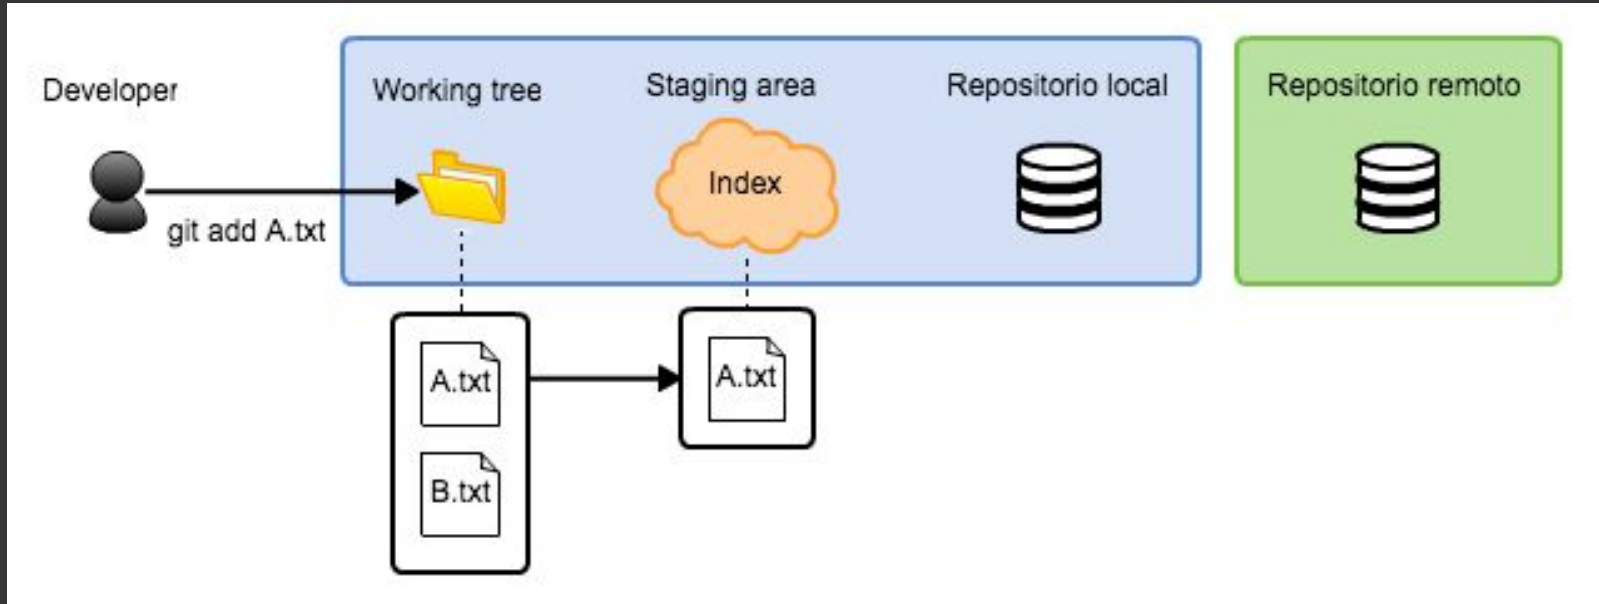 Developer
Working tree
Staging area
Repositorio local
Repositorio remoto
Index
git add A.txt
A.txt
A.txt
B.txt